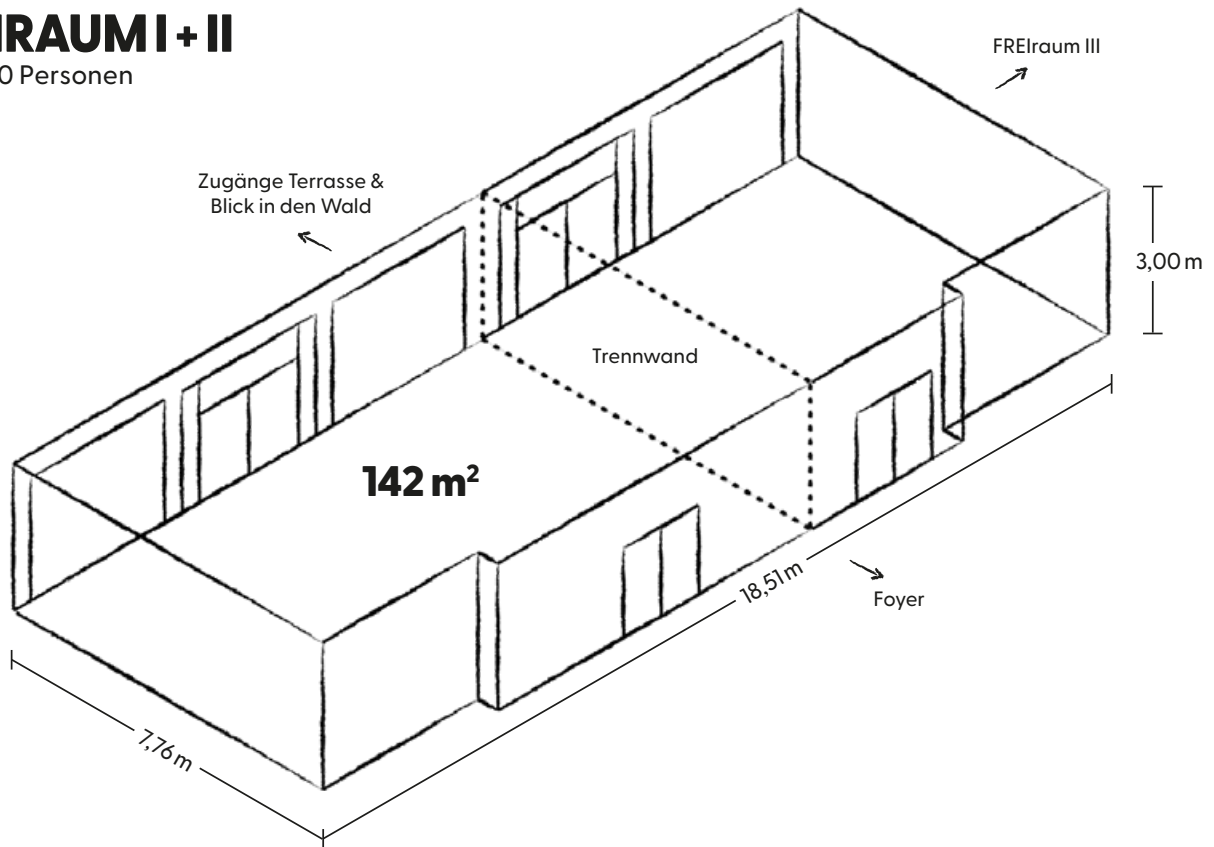 IRAUM I + II
0 Personen
FREIraum III
Zugänge Terrasse &
Blick in den Wald
3,00 m
Trennwand
142 m²
18,51 m
Foyer
7,76 m